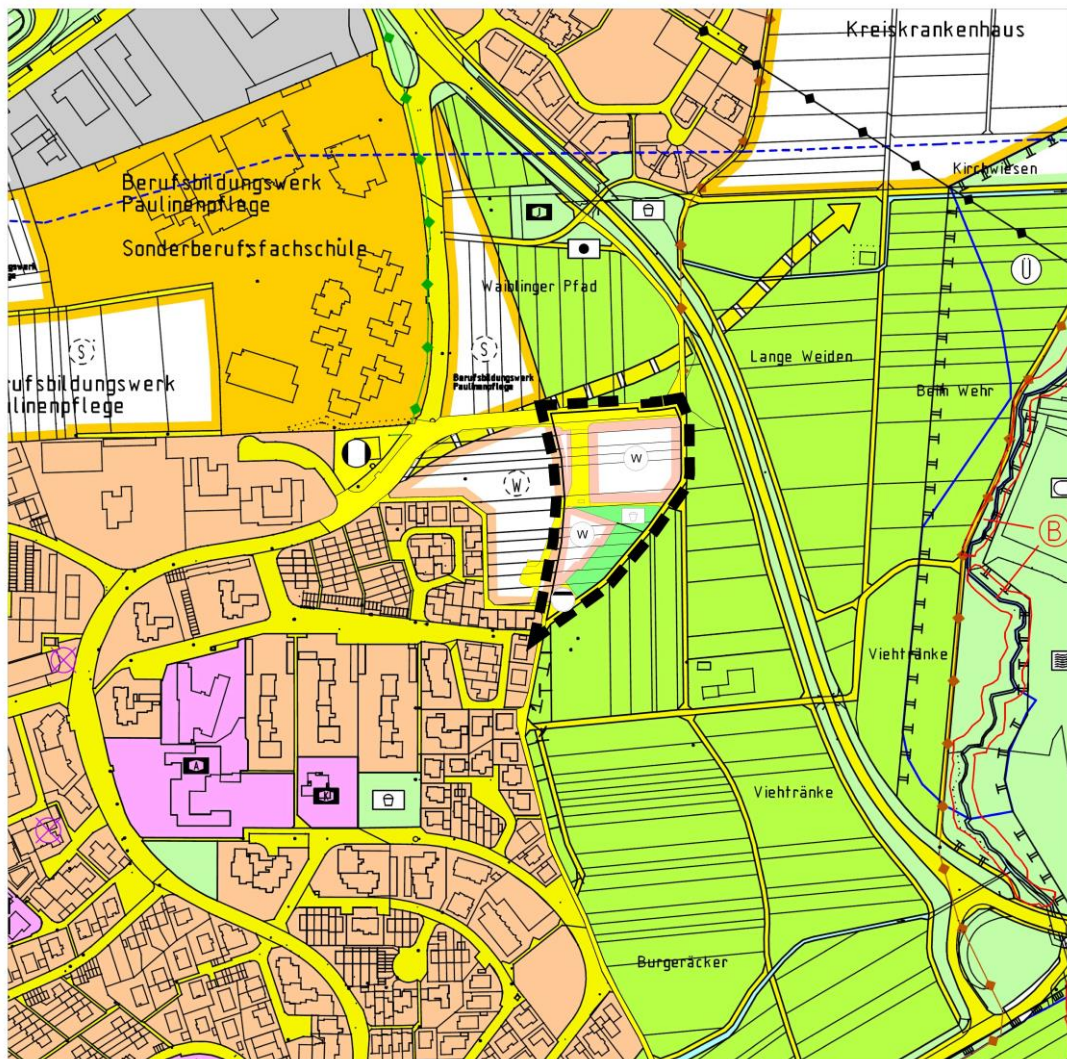 Kreiskrankenhaus
Kirchwiesen
Berufsbildungswerk
Paulinenpflege
Sonderberufsfachschule
J
Waiblinger Pfad
Ü
S
S
Berufsbildungswerk
Paulinenpflege
rufsbildungswerk
ulinenpflege
Lange Weiden
Beim Wehr
W
W
W
B
Viehtränke
A
K
Viehtränke
Burgeräcker